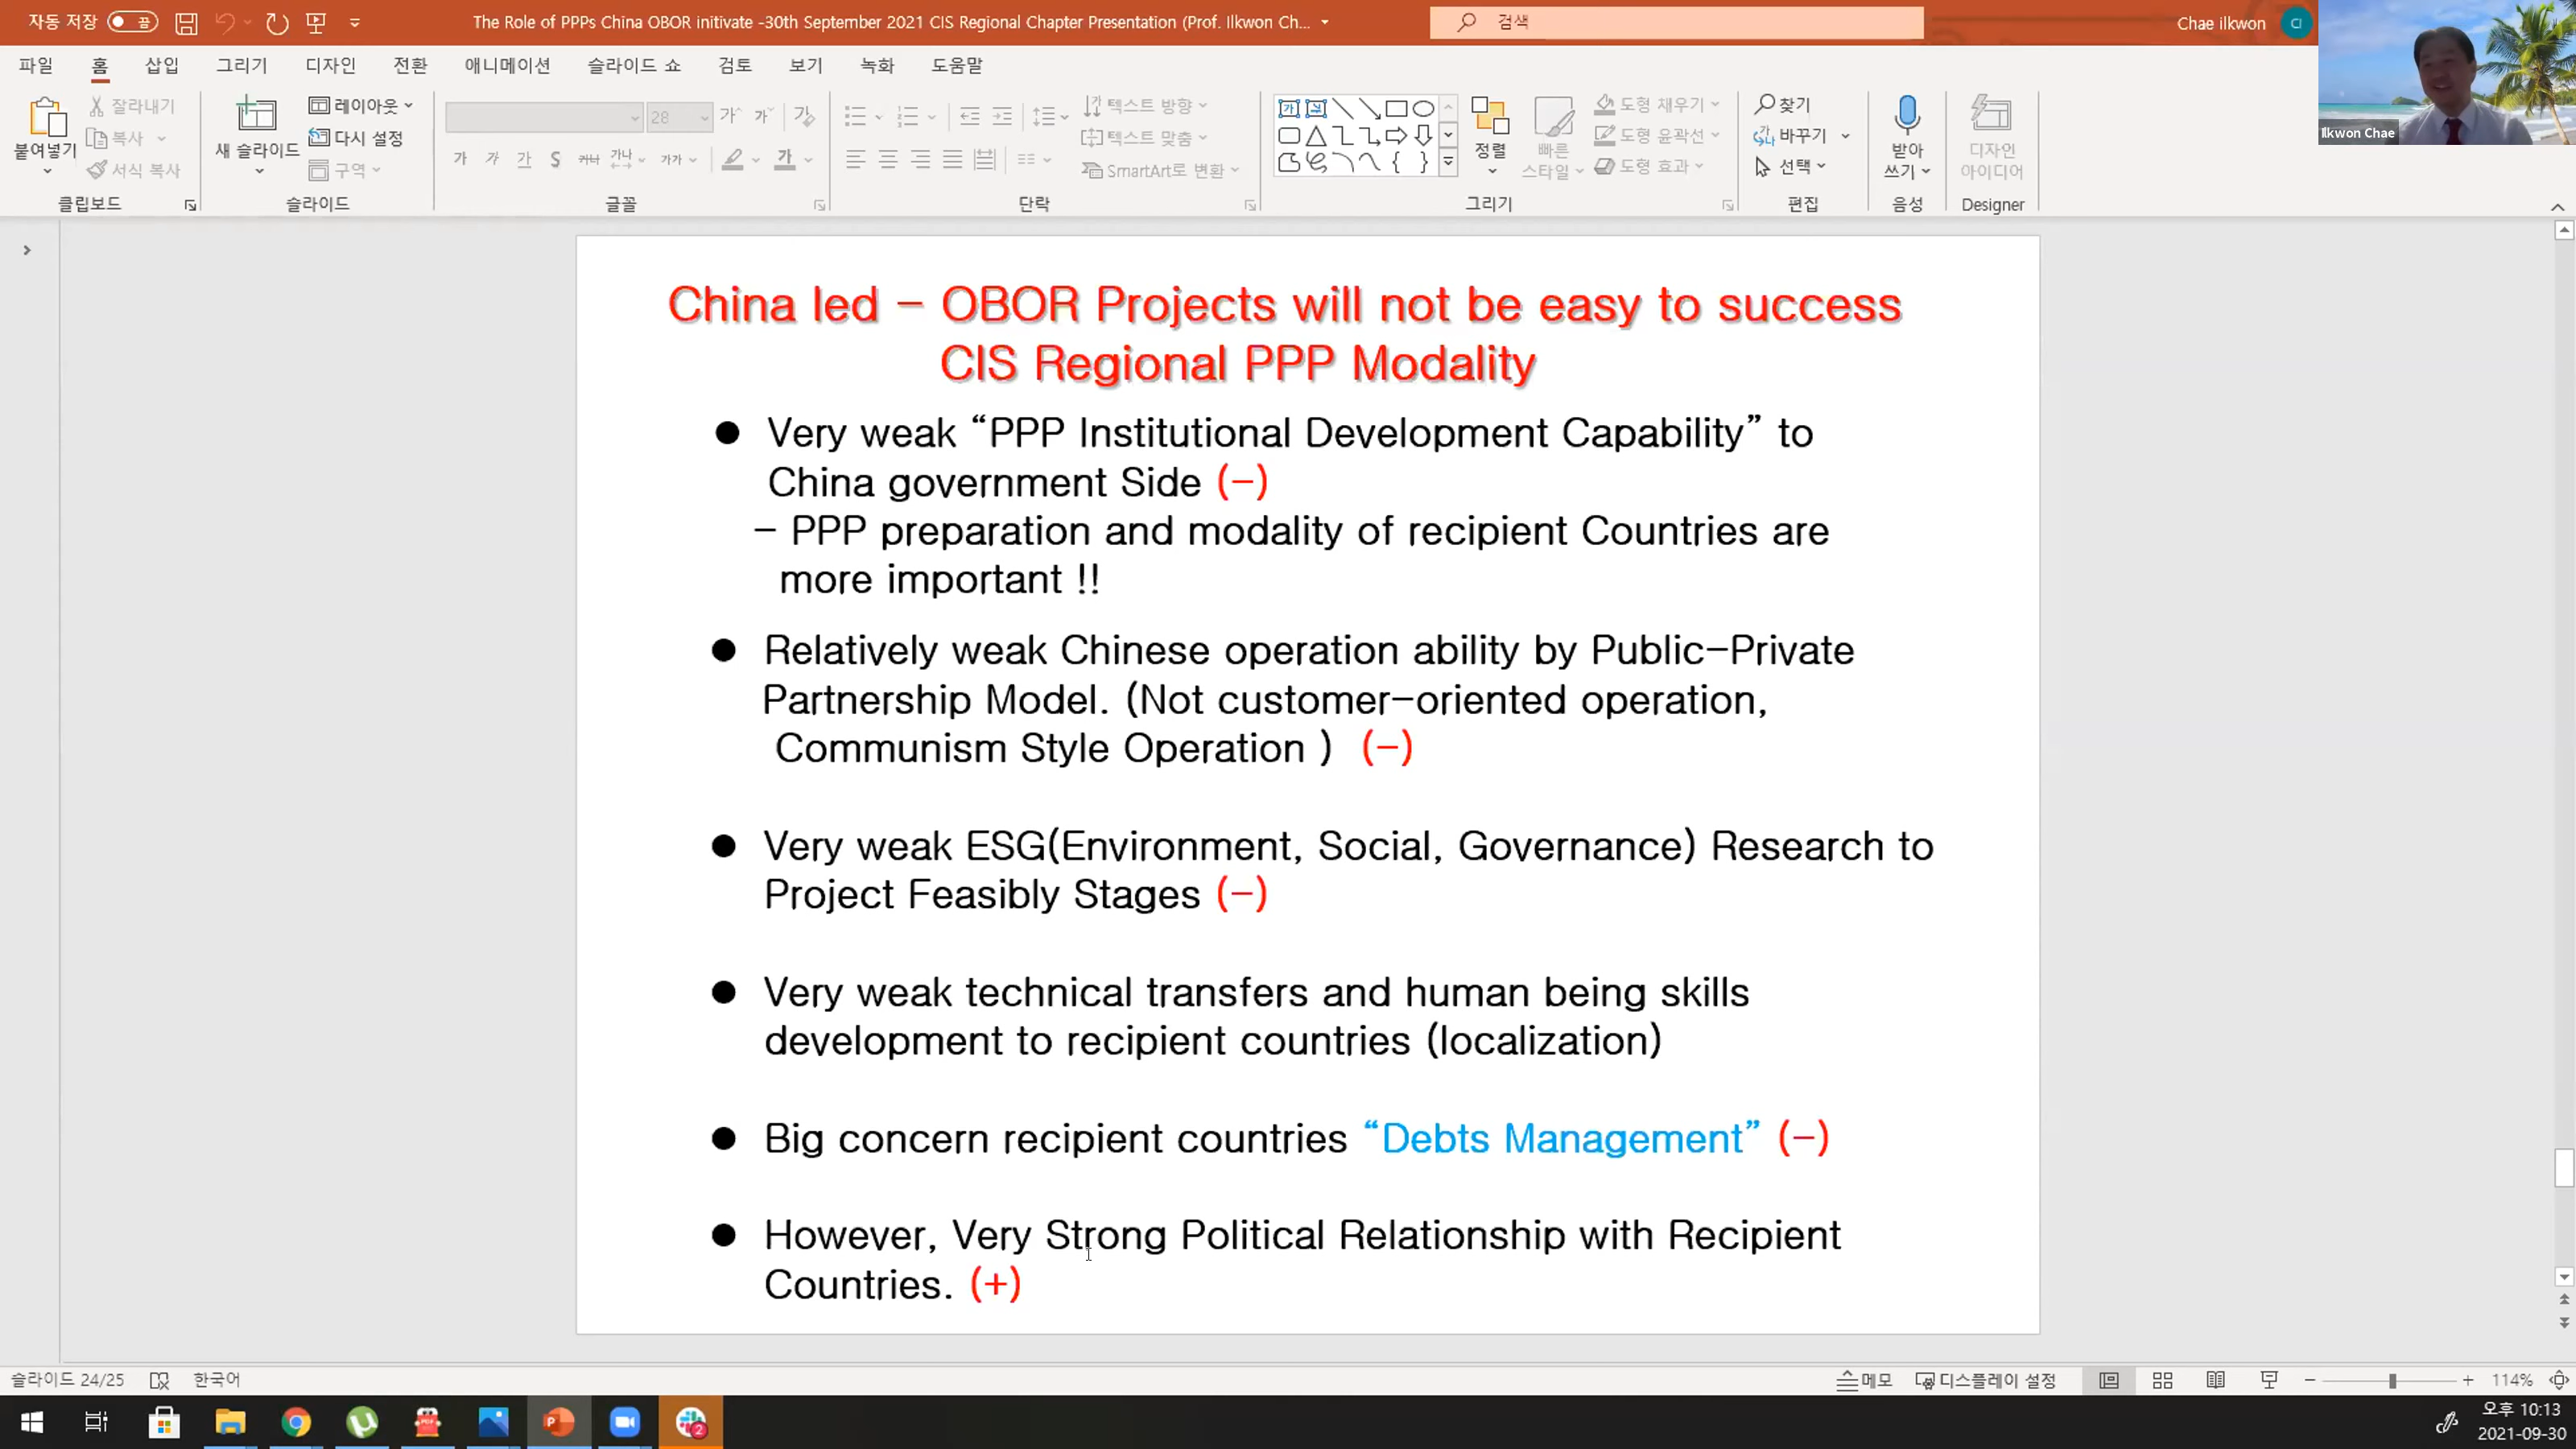 자동 저장 끔
The Role of PPPs China OBOR initivate -30th September 2021 CIS Regional Chapter Presentation (Prof. Ilkwon Ch...
검색
Chae ilkwon
CI
파일 홈 삽입 그리기 디자인 전환 애니메이션 슬라이드 쇼 검토 보기 녹화 도움말
Ilkwon Chae
붙여넣기
잘라내기
복사
서식 복사
클립보드
새 슬라이드
레이아웃
다시 설정
구역
슬라이드
28
가 가 가 S
글꼴
텍스트 방향
텍스트 맞춤
SmartArt로 변환
단락
정렬
빠른
스타일
도형 채우기
도형 윤곽선
도형 효과
그리기
찾기
바꾸기
선택
편집
받아
쓰기
음성
디자인
아이디어
Designer
China led – OBOR Projects will not be easy to success
CIS Regional PPP Modality
● Very weak “PPP Institutional Development Capability” to
China government Side (–)
– PPP preparation and modality of recipient Countries are
more important !!
● Relatively weak Chinese operation ability by Public-Private
Partnership Model. (Not customer-oriented operation,
Communism Style Operation ) (–)
● Very weak ESG(Environment, Social, Governance) Research to
Project Feasibly Stages (–)
● Very weak technical transfers and human being skills
development to recipient countries (localization)
● Big concern recipient countries “Debts Management” (–)
● However, Very Strong Political Relationship with Recipient
Countries. (+)
슬라이드 24/25 한국어 메모 디스플레이 설정 114%
2
오후 10:13
2021-09-30